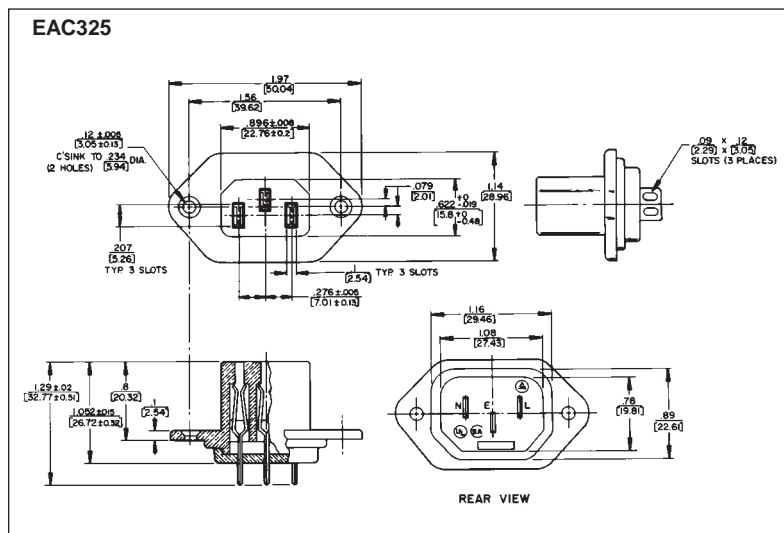 EAC325
1.97
[50.04]
1.56
[39.62]
.896±.008
[22.76±0.2]
.12 ±.005
[3.05±0.13]
C'SINK TO .234 DIA.
[5.94]
(2 HOLES)
.079
[2.01]
.622 +0 -.019
[15.8 +0 -0.48]
1.14
[28.96]
.09 x .12
[2.29] x [3.05]
SLOTS (3 PLACES)
.207
[5.26]
TYP. 3 SLOTS
.1
[2.54]
TYP 3 SLOTS
.276±.005
[7.01±0.13]
1.16
[29.46]
1.08
[27.43]
1.29±.02
[32.77±0.51]
1.052±.015
[26.72±0.32]
.8
[20.32]
.1
[2.54]
N E L
UL SA
.78
[19.81]
.89
[22.61]
REAR VIEW